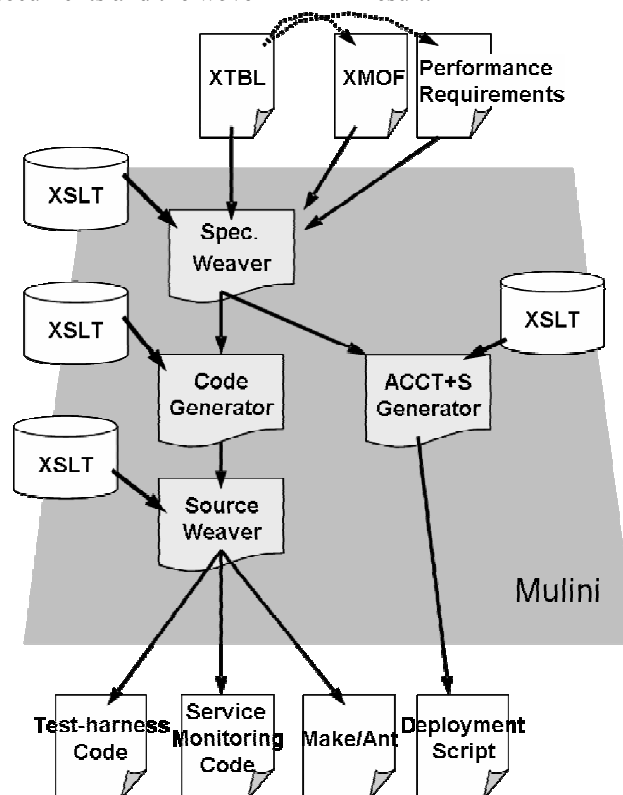 XTBL
XMOF
Performance
Requirements
XSLT
Spec.
Weaver
XSLT
XSLT
Code
Generator
ACCT+S
Generator
XSLT
Source
Weaver
Mulini
Test-harness
Code
Service
Monitoring
Code
Make/Ant
Deployment
Script